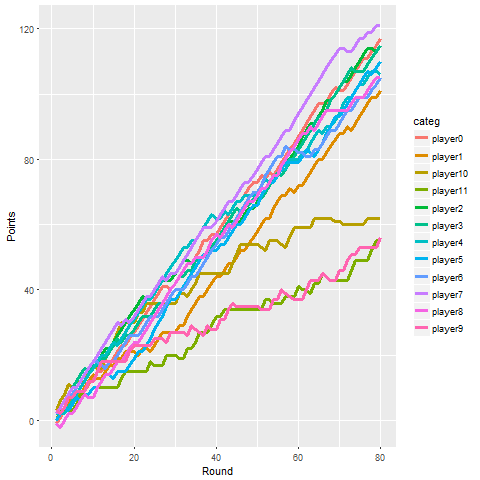 120
80
40
0
Points
0
20
40
60
80
Round
categ
player0
player1
player10
player11
player2
player3
player4
player5
player6
player7
player8
player9